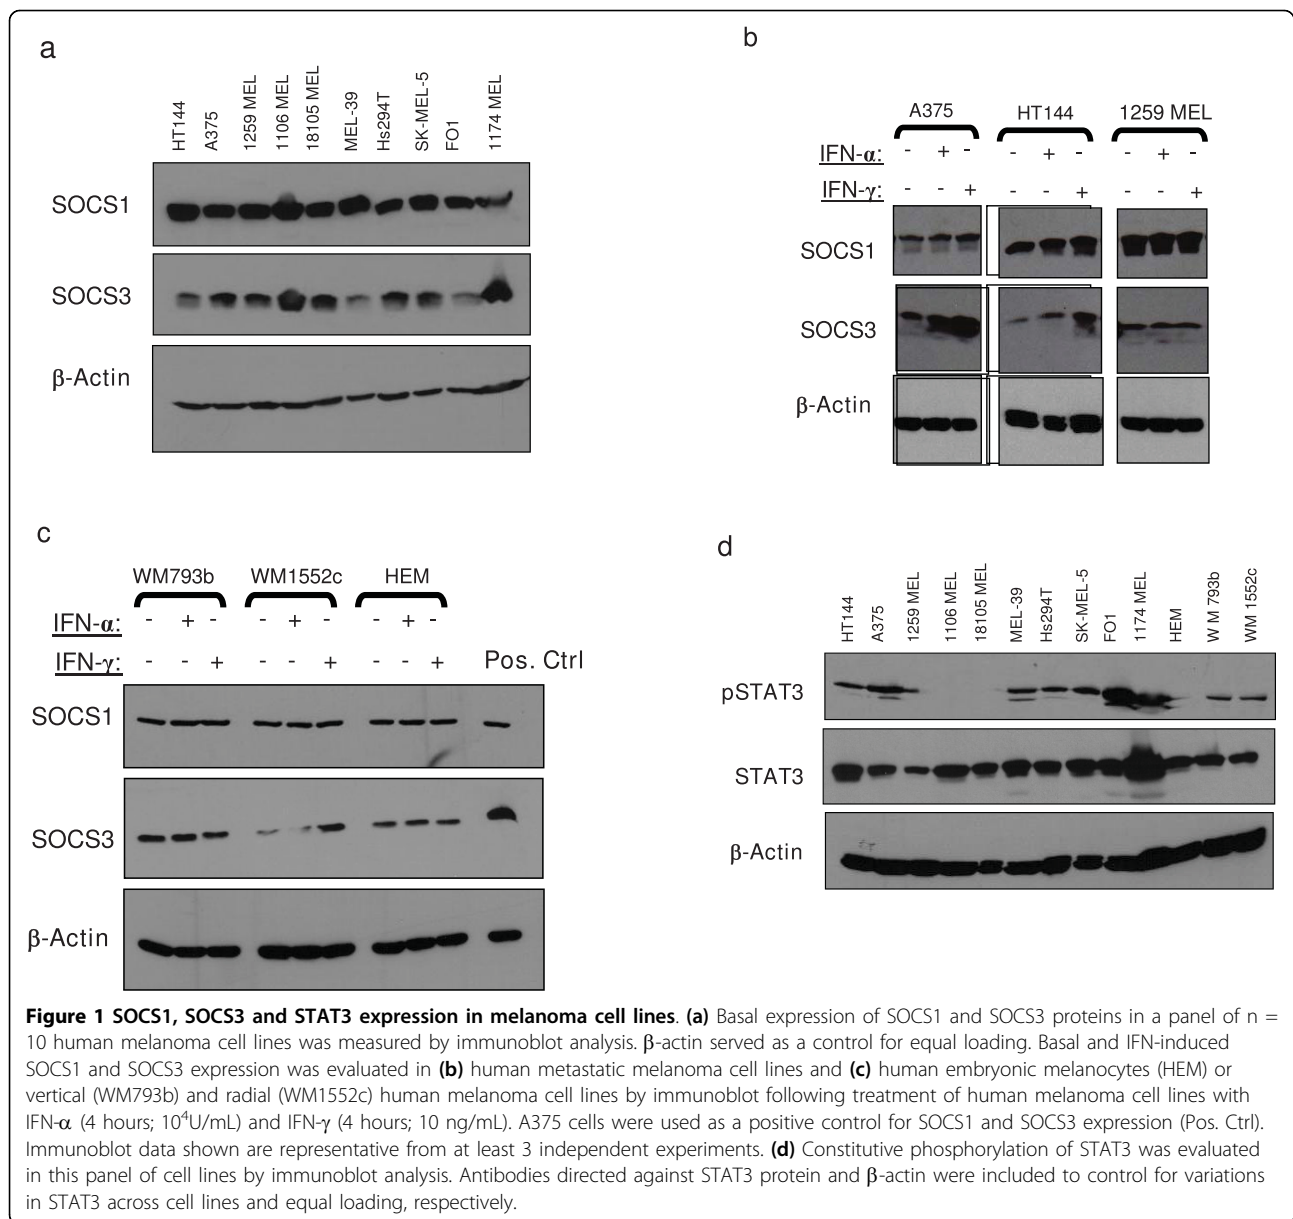 a
HT144 A375 1259 MEL 1106 MEL 18105 MEL MEL-39 Hs294T SK-MEL-5 FO1 1174 MEL
SOCS1
SOCS3
β-Actin
b
A375 HT144 1259 MEL
IFN-α: - + - - + - - + -
IFN-γ: - - + - - + - - +
SOCS1
SOCS3
β-Actin
c
WM793b WM1552c HEM
IFN-α: - + - - + - - + -
IFN-γ: - - + - - + - - + Pos. Ctrl
SOCS1
SOCS3
β-Actin
d
HT144 A375 1259 MEL 1106 MEL 18105 MEL MEL-39 Hs294T SK-MEL-5 FO1 1174 MEL HEM W M 793b WM 1552c
pSTAT3
STAT3
β-Actin
Figure 1 SOCS1, SOCS3 and STAT3 expression in melanoma cell lines. (a) Basal expression of SOCS1 and SOCS3 proteins in a panel of n =
10 human melanoma cell lines was measured by immunoblot analysis. β-actin served as a control for equal loading. Basal and IFN-induced
SOCS1 and SOCS3 expression was evaluated in (b) human metastatic melanoma cell lines and (c) human embryonic melanocytes (HEM) or
vertical (WM793b) and radial (WM1552c) human melanoma cell lines by immunoblot following treatment of human melanoma cell lines with
IFN-α (4 hours; 10⁴U/mL) and IFN-γ (4 hours; 10 ng/mL). A375 cells were used as a positive control for SOCS1 and SOCS3 expression (Pos. Ctrl).
Immunoblot data shown are representative from at least 3 independent experiments. (d) Constitutive phosphorylation of STAT3 was evaluated
in this panel of cell lines by immunoblot analysis. Antibodies directed against STAT3 protein and β-actin were included to control for variations
in STAT3 across cell lines and equal loading, respectively.